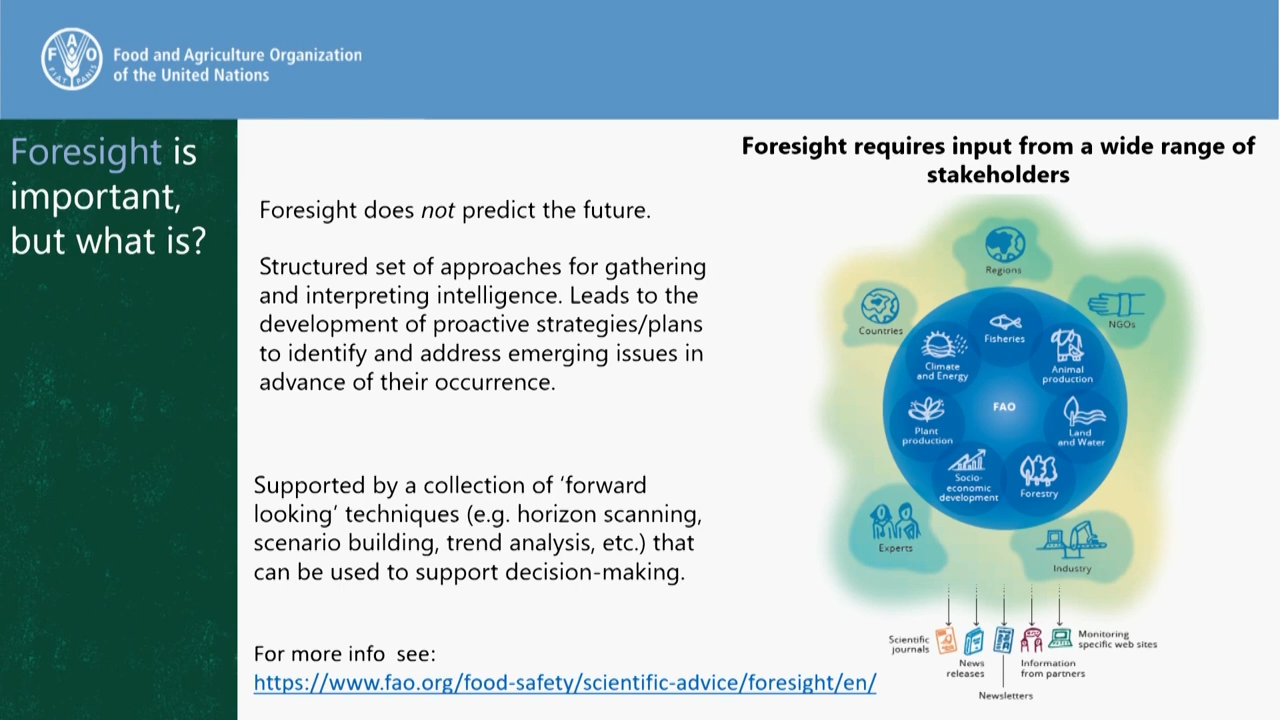 F A O
FIAT PANIS
Food and Agriculture Organization
of the United Nations
Foresight is
important,
but what is?
Foresight does not predict the future.
Structured set of approaches for gathering
and interpreting intelligence. Leads to the
development of proactive strategies/plans
to identify and address emerging issues in
advance of their occurrence.
Supported by a collection of ‘forward
looking’ techniques (e.g. horizon scanning,
scenario building, trend analysis, etc.) that
can be used to support decision-making.
For more info  see:
https://www.fao.org/food-safety/scientific-advice/foresight/en/
Foresight requires input from a wide range of
stakeholders
Regions
Countries
NGOs
Fisheries
Climate
and Energy
Animal
production
FAO
Plant
production
Land
and Water
Socio-
economic
development
Forestry
Experts
Industry
Scientific
journals
News
releases
Newsletters
Information
from partners
Monitoring
specific web sites